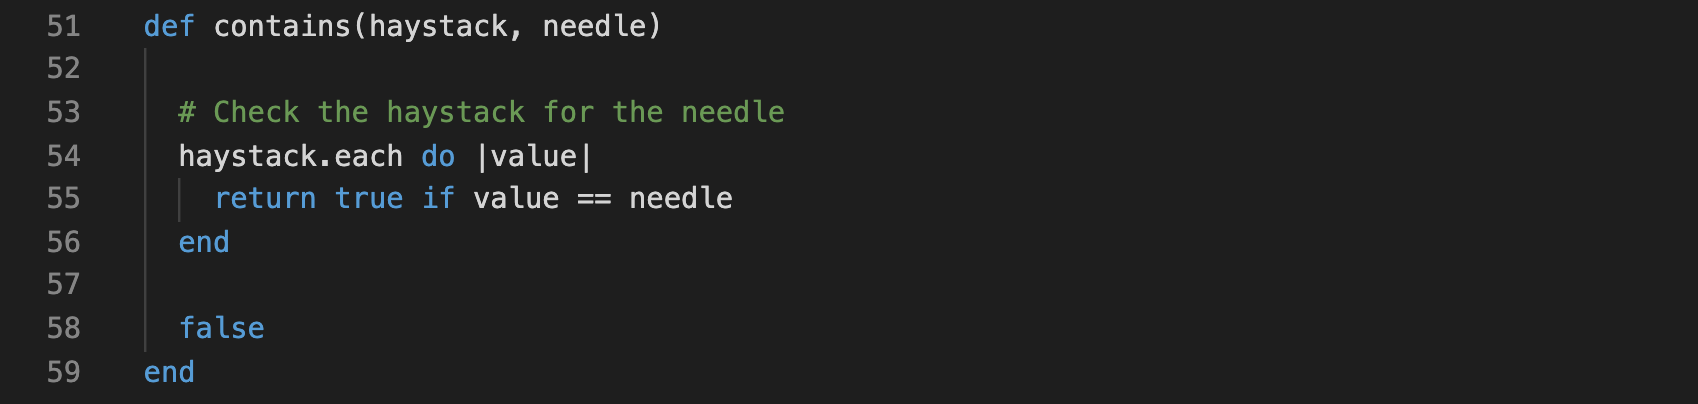 51 def contains(haystack, needle)
52
53 # Check the haystack for the needle
54 haystack.each do |value|
55 return true if value == needle
56 end
57
58 false
59 end